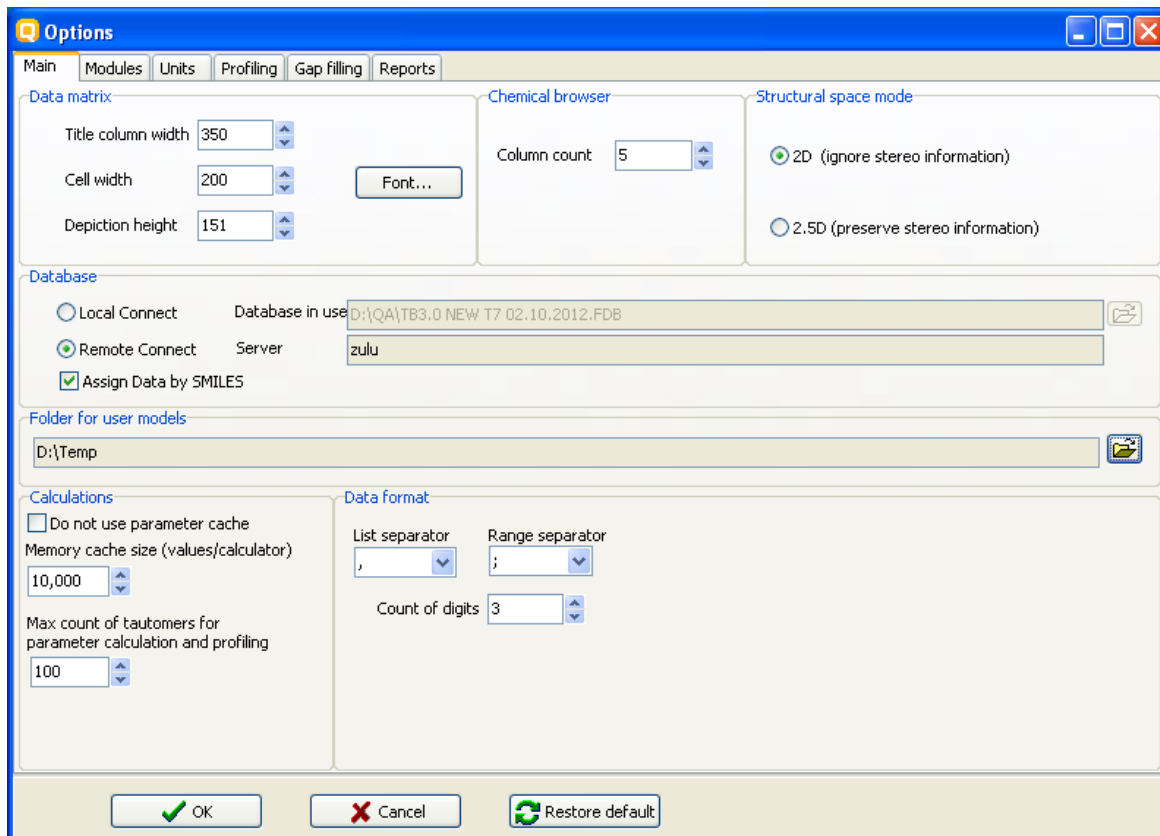 Options
Main Modules Units Profiling Gap filling Reports
Data matrix
Title column width 350
Cell width 200
Font...
Depiction height 151
Chemical browser
Column count 5
Structural space mode
2D (ignore stereo information)
2.5D (preserve stereo information)
Database
Local Connect Database in use D:\QA\TB3.0 NEW T7 02.10.2012.FDB
Remote Connect Server zulu
Assign Data by SMILES
Folder for user models
D:\Temp
Calculations
Do not use parameter cache
Memory cache size (values/calculator)
10,000
Max count of tautomers for
parameter calculation and profiling
100
Data format
List separator Range separator
, ;
Count of digits 3
OK Cancel Restore default